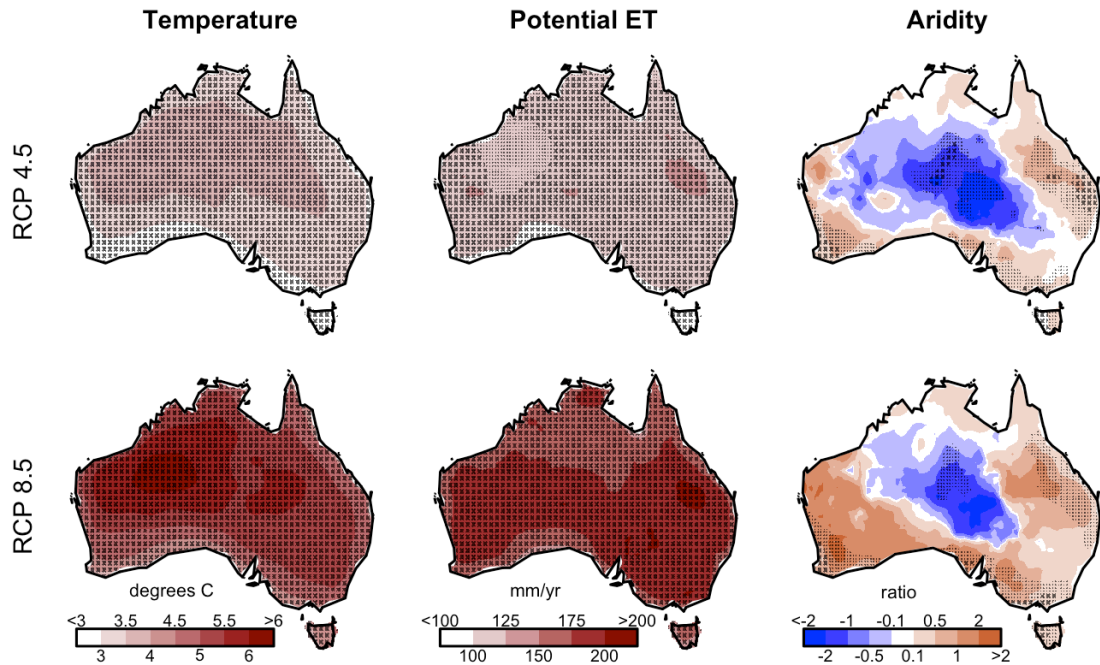 Temperature
Potential ET
Aridity
RCP 4.5
RCP 8.5
degrees C
mm/yr
ratio
<3 3.5 4.5 5.5 >6
3 4 5 6
<100 125 175 >200
100 150 200
<-2 -1 -0.1 0.5 2
-2 -0.5 0.1 1 >2